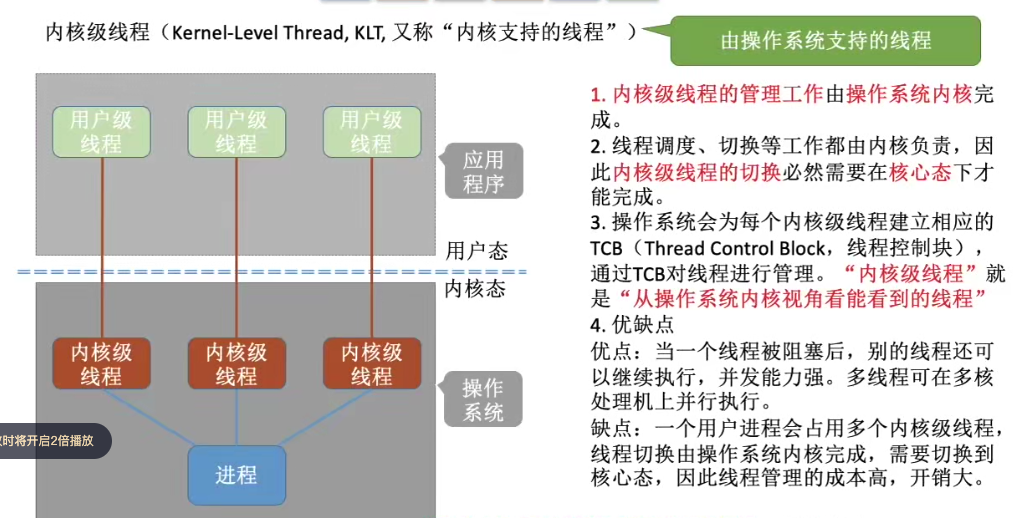 内核级线程（Kernel-Level Thread, KLT, 又称“内核支持的线程”）
由操作系统支持的线程
用户级
线程
用户级
线程
用户级
线程
应用
程序
用户态
内核态
内核级
线程
内核级
线程
内核级
线程
操作
系统
进程
时将开启2倍播放
1. 内核级线程的管理工作由操作系统内核完
成。
2. 线程调度、切换等工作都由内核负责，因
此内核级线程的切换必然需要在核心态下才
能完成。
3. 操作系统会为每个内核级线程建立相应的
TCB（Thread Control Block，线程控制块），
通过TCB对线程进行管理。“内核级线程”就
是“从操作系统内核视角看能看到的线程”
4. 优缺点
优点：当一个线程被阻塞后，别的线程还可
以继续执行，并发能力强。多线程可在多核
处理机上并行执行。
缺点：一个用户进程会占用多个内核级线程，
线程切换由操作系统内核完成，需要切换到
核心态，因此线程管理的成本高，开销大。